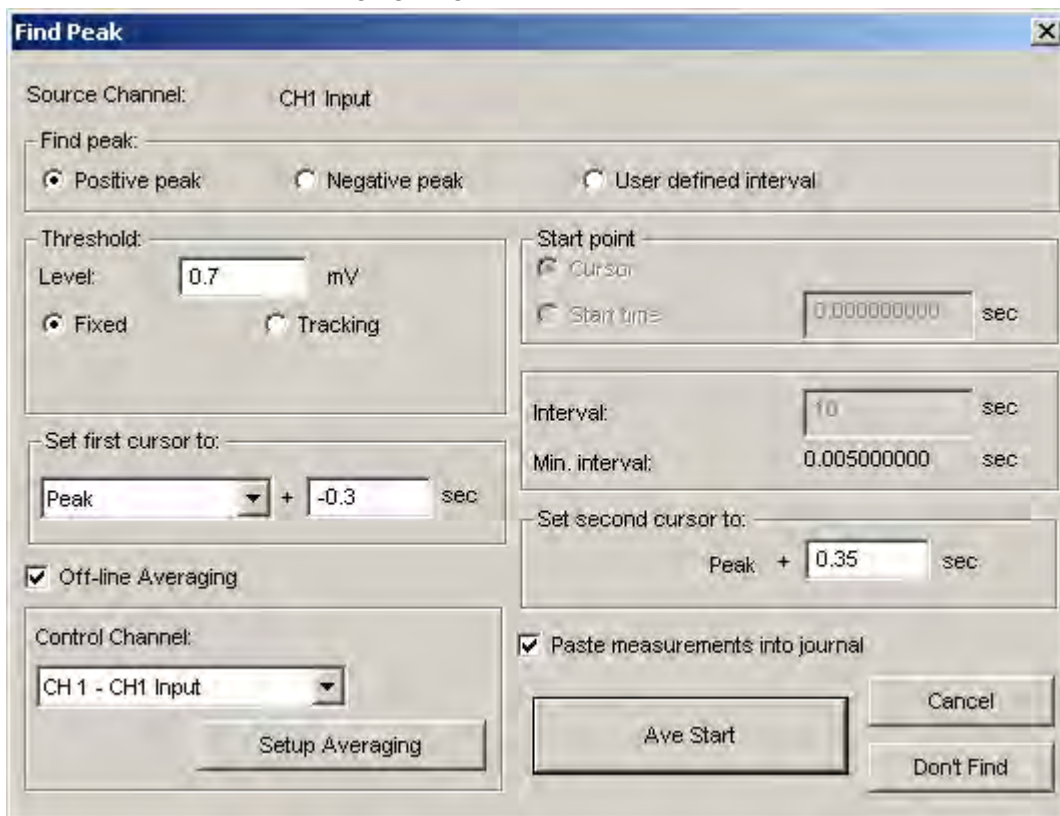 Find Peak
Source Channel: CH1 Input
Find peak:
Positive peak Negative peak User defined interval
Threshold:
Level: 0.7 mV
Fixed Tracking
Start point
Cursor
Start time 0.000000000 sec
Interval: 10 sec
Min. interval: 0.005000000 sec
Set first cursor to:
Peak + -0.3 sec
Set second cursor to:
Peak + 0.35 sec
Off-line Averaging
Control Channel:
CH 1 - CH1 Input
Setup Averaging
Paste measurements into journal
Ave Start
Cancel
Don't Find